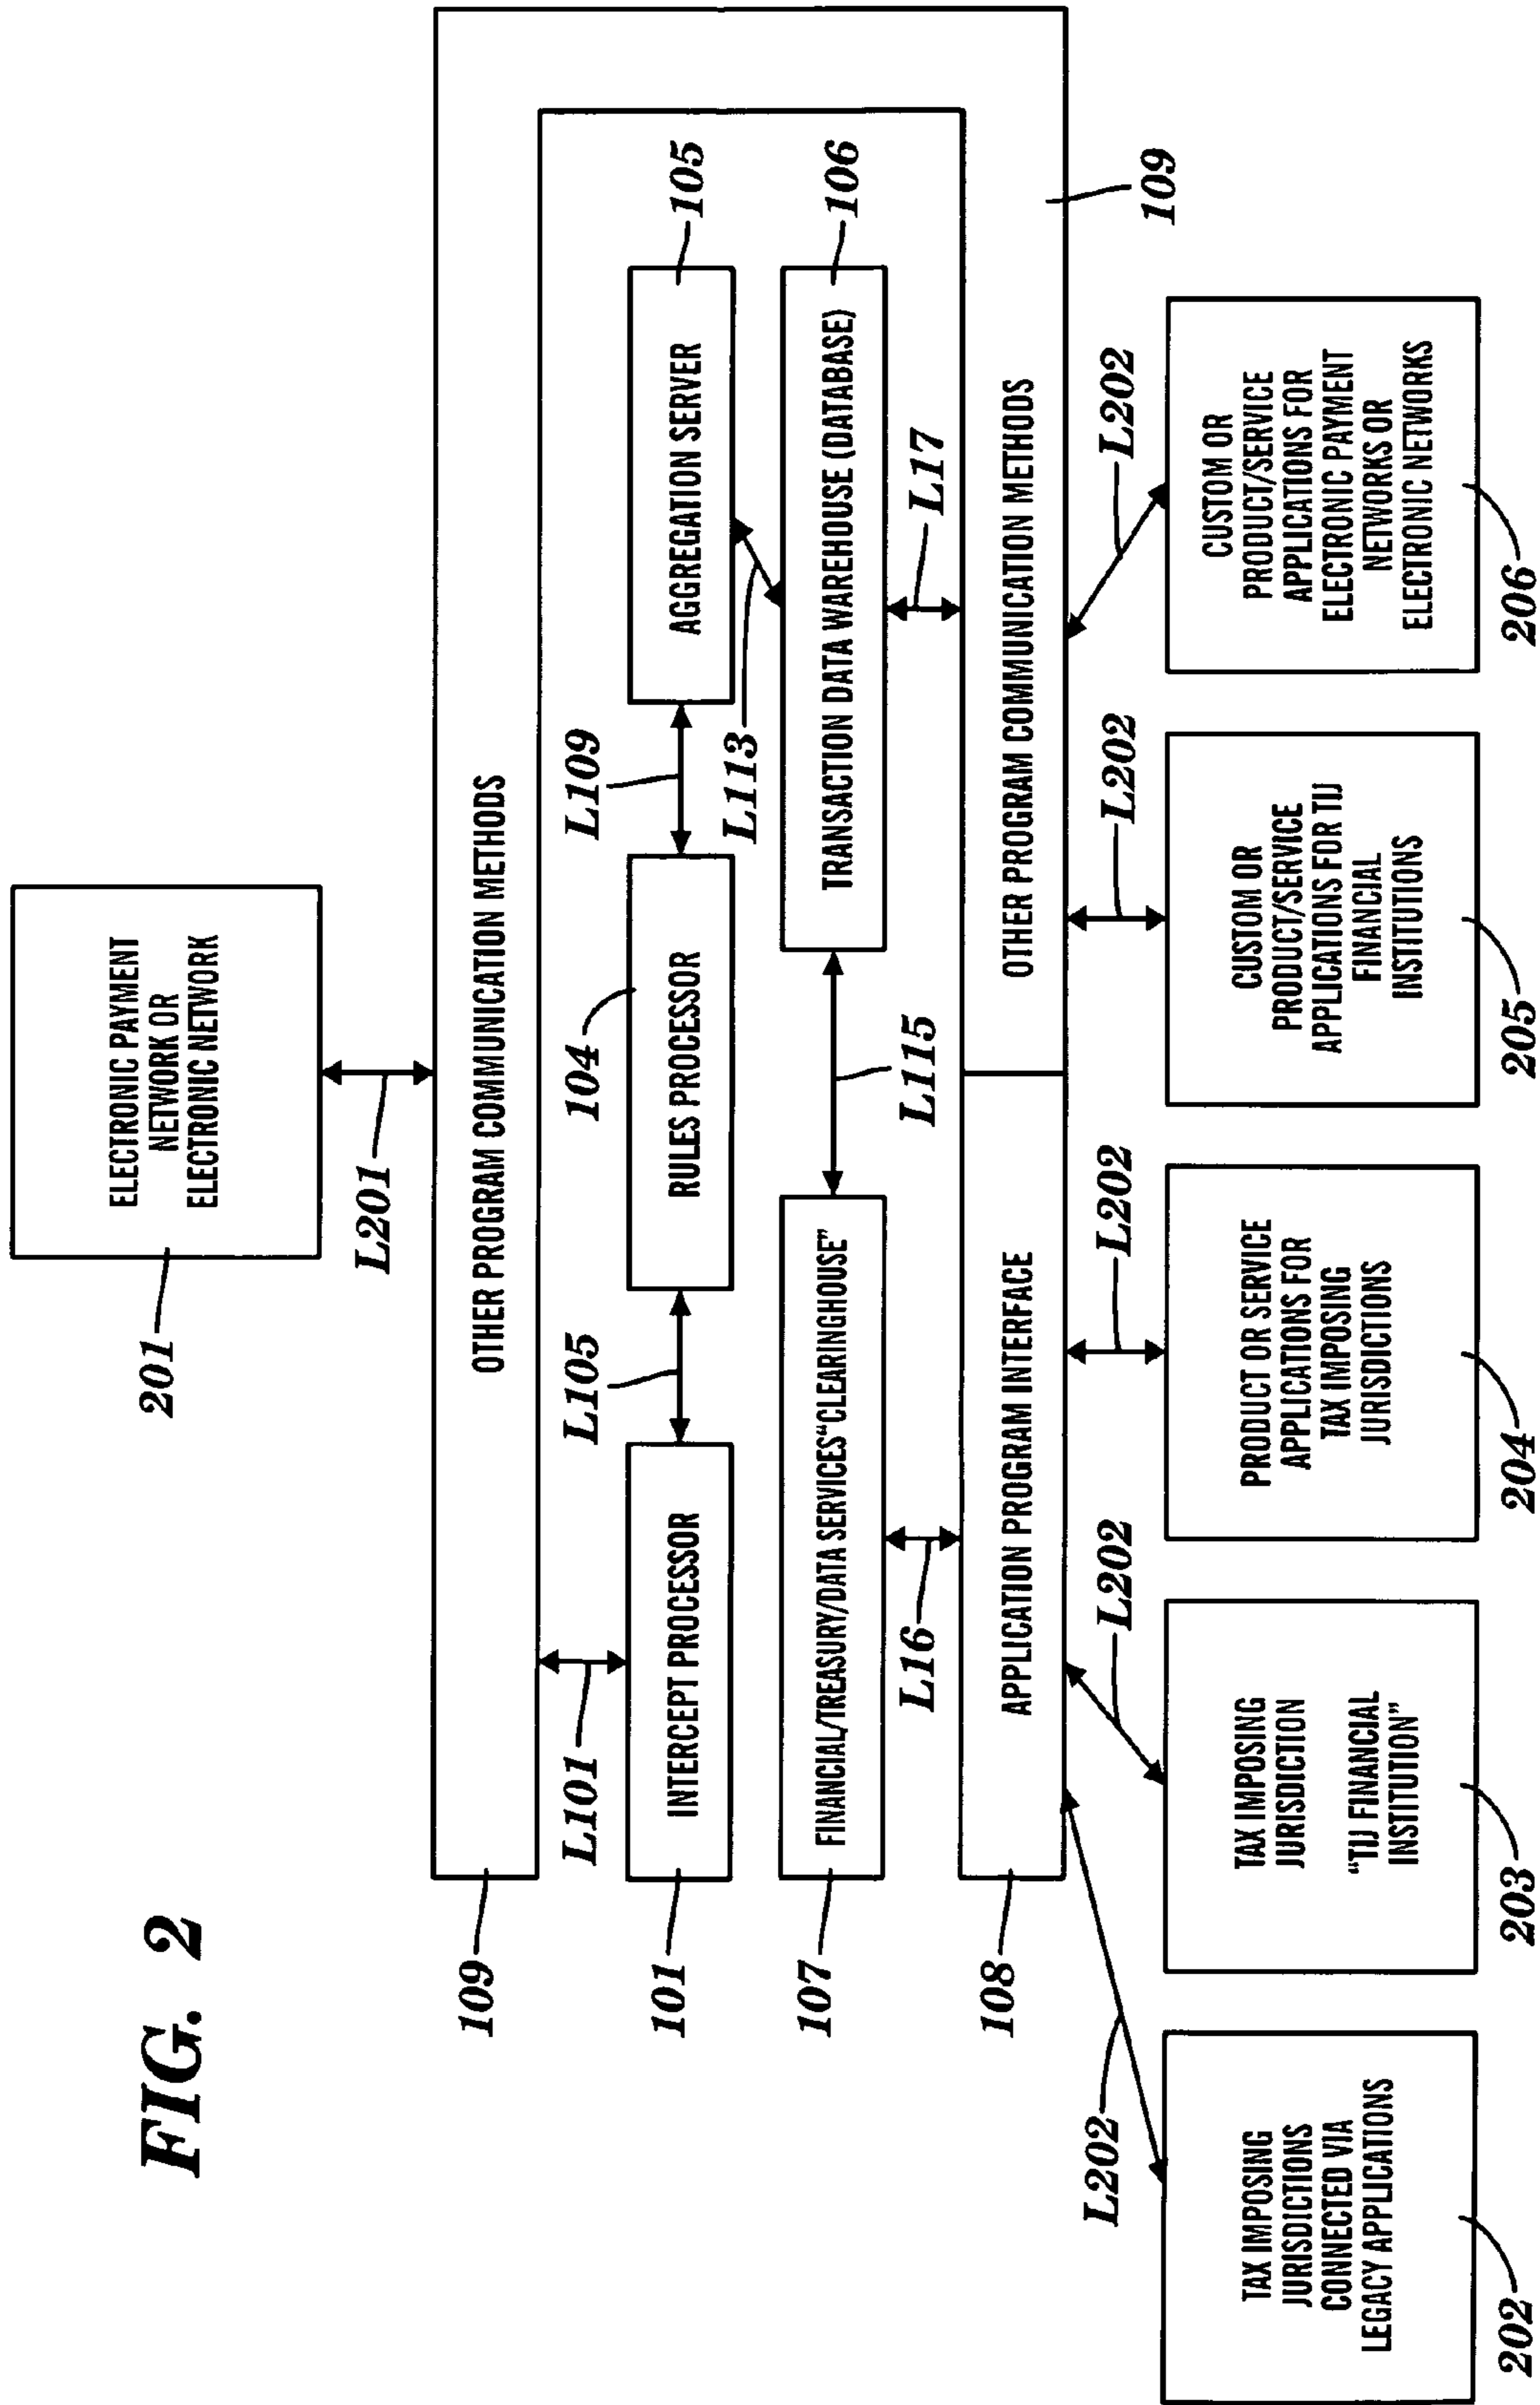 FIG. 2
ELECTRONIC PAYMENT
NETWORK OR
ELECTRONIC NETWORK
201
L201
OTHER PROGRAM COMMUNICATION METHODS
109
L101
L105
104
L109
INTERCEPT PROCESSOR
RULES PROCESSOR
AGGREGATION SERVER
101
105
L113
FINANCIAL/TREASURY/DATA SERVICES“CLEARINGHOUSE”
TRANSACTION DATA WAREHOUSE (DATABASE)
107
106
L16
L115
L17
APPLICATION PROGRAM INTERFACE
OTHER PROGRAM COMMUNICATION METHODS
108
109
L202
L202
L202
L202
L202
TAX IMPOSING
JURISDICTIONS
CONNECTED VIA
LEGACY APPLICATIONS
202
TAX IMPOSING
JURISDICTION
“TIJ FINANCIAL
INSTITUTION”
203
PRODUCT OR SERVICE
APPLICATIONS FOR
TAX IMPOSING
JURISDICTIONS
204
CUSTOM OR
PRODUCT/SERVICE
APPLICATIONS FOR TIJ
FINANCIAL
INSTITUTIONS
205
CUSTOM OR
PRODUCT/SERVICE
APPLICATIONS FOR
ELECTRONIC PAYMENT
NETWORKS OR
ELECTRONIC NETWORKS
206